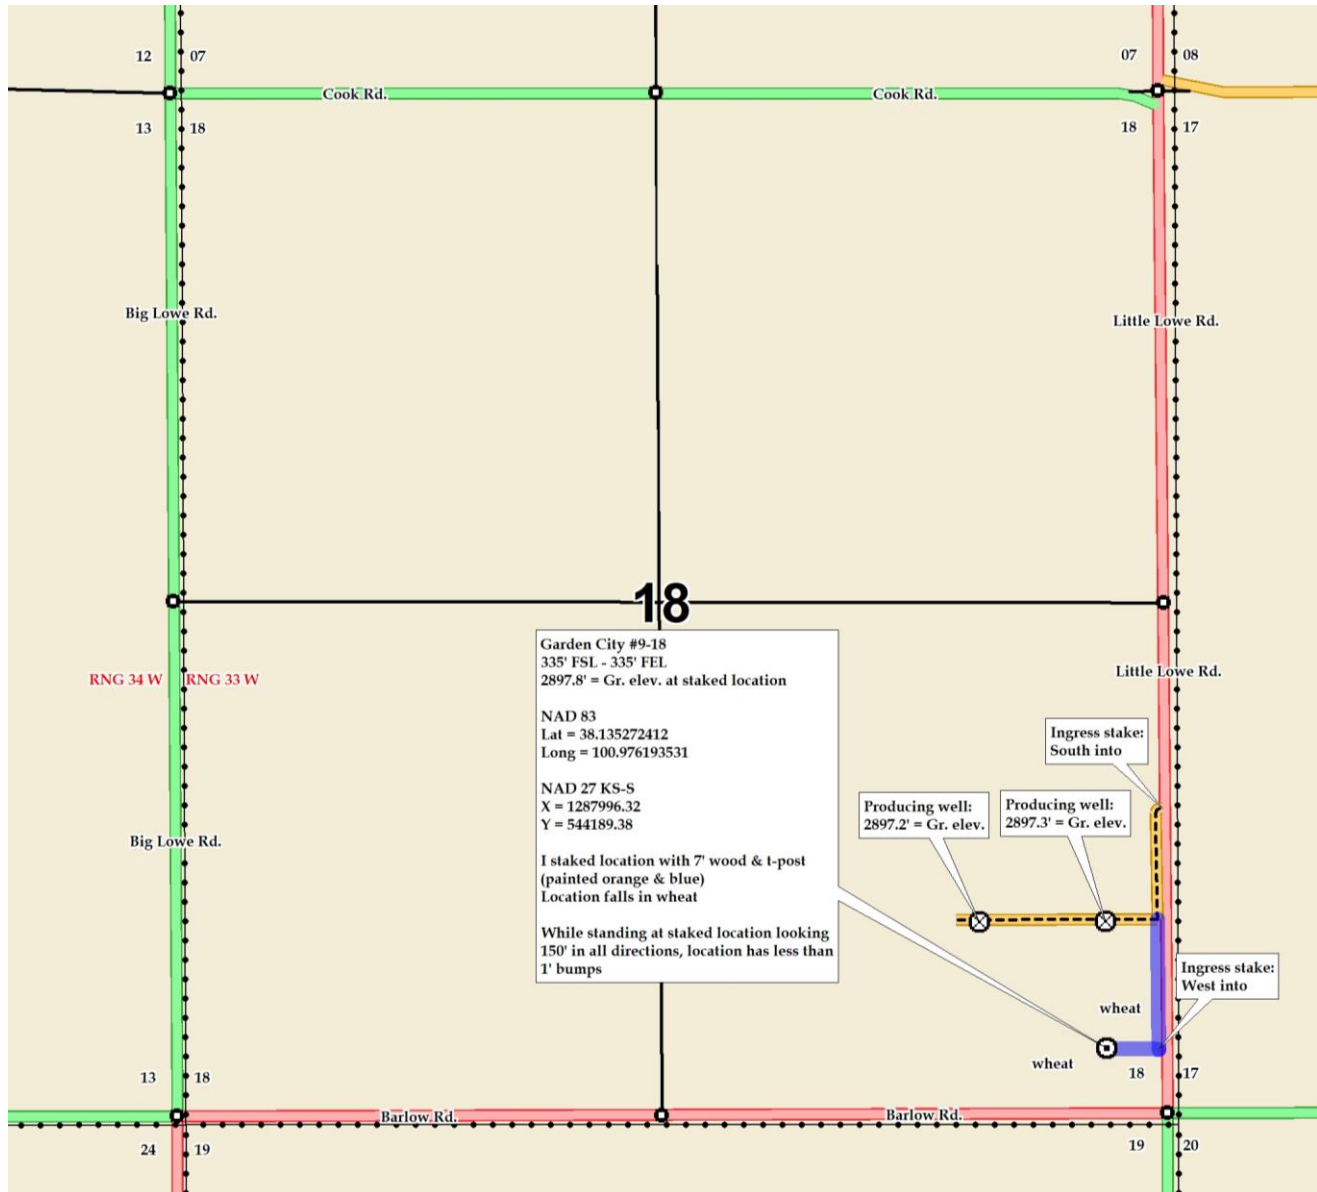 12 07
07 08
Cook Rd.
Cook Rd.
13 18
18 17
Big Lowe Rd.
Little Lowe Rd.
18
Garden City #9-18
335' FSL - 335' FEL
2897.8' = Gr. elev. at staked location
NAD 83
Lat = 38.135272412
Long = 100.976193531
NAD 27 KS-S
X = 1287996.32
Y = 544189.38
I staked location with 7' wood & t-post
(painted orange & blue)
Location falls in wheat
While standing at staked location looking
150' in all directions, location has less than
1' bumps
RNG 34 W RNG 33 W
Little Lowe Rd.
Ingress stake:
South into
Producing well:
2897.2' = Gr. elev.
Producing well:
2897.3' = Gr. elev.
Big Lowe Rd.
Ingress stake:
West into
wheat
wheat
13 18
18 17
Barlow Rd.
Barlow Rd.
24 19
19 20